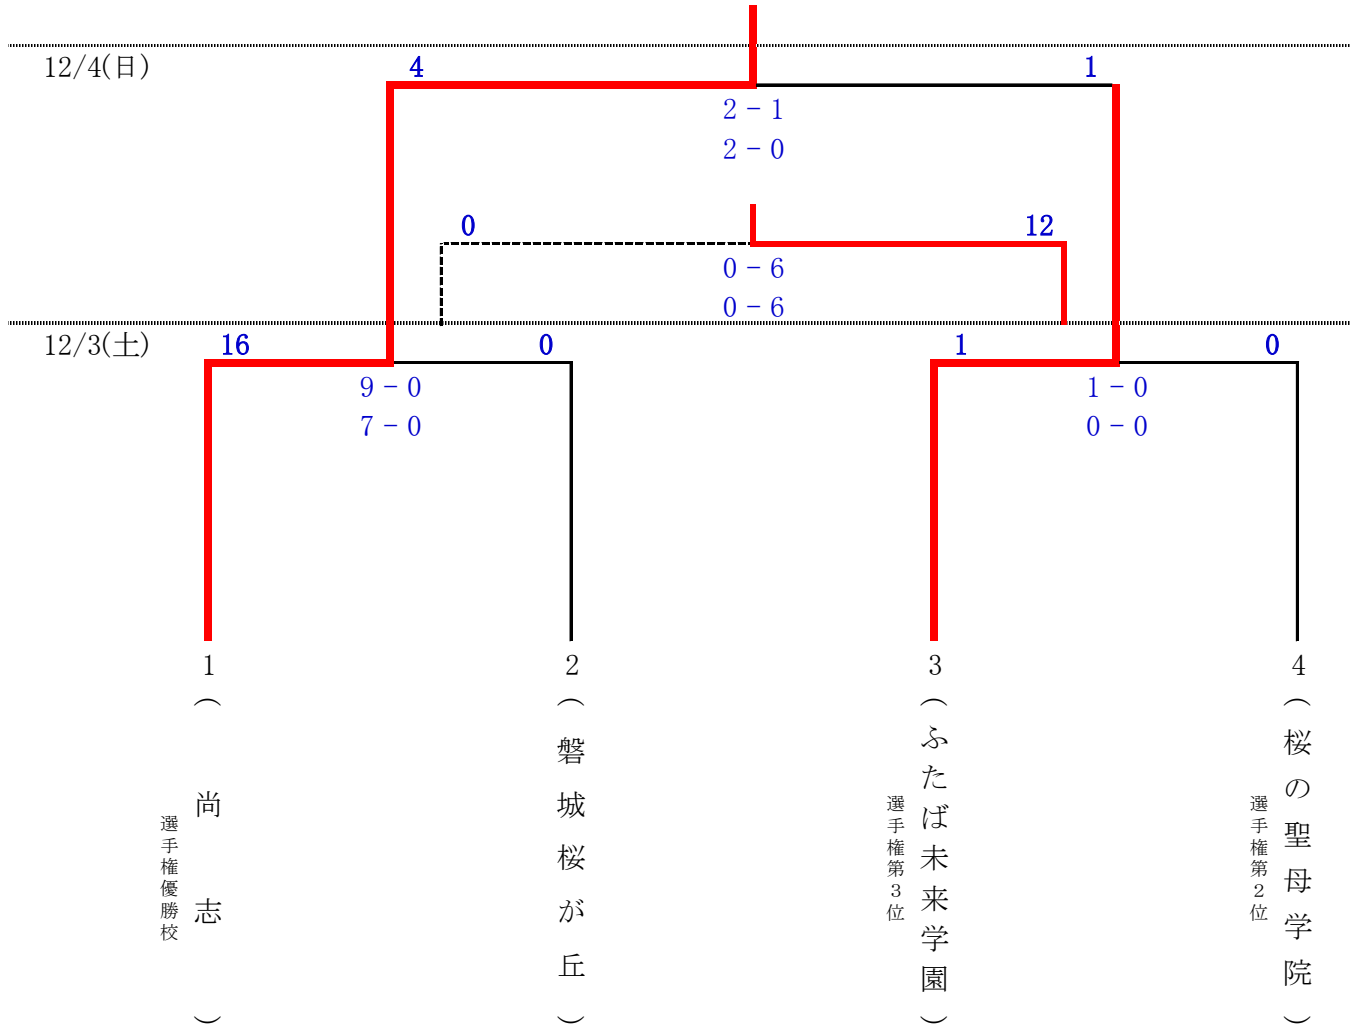 12/4(日)
4
1
2－1
2－0
0
12
0－6
0－6
12/3(土)
16
0
1
0
9－0
7－0
1－0
0－0
1
2
3
4
（尚志）
選手権優勝校
（磐城桜が丘）
（ふたば未来学園）
選手権第３位
（桜の聖母学院）
選手権第２位